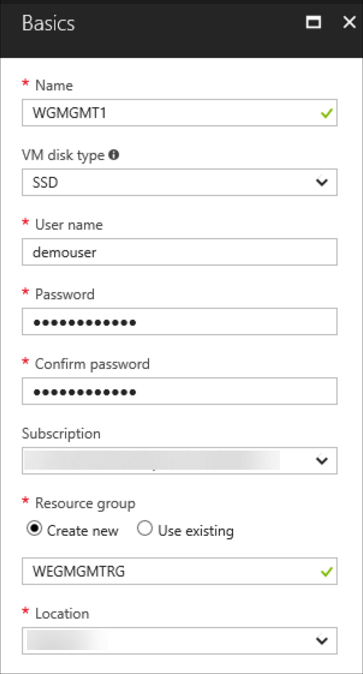 Basics
* Name
WGMGMT1
VM disk type
SSD
* User name
demouser
* Password
••••••••••••
* Confirm password
••••••••••••
Subscription
* Resource group
Create new Use existing
WEGMGMTRG
* Location